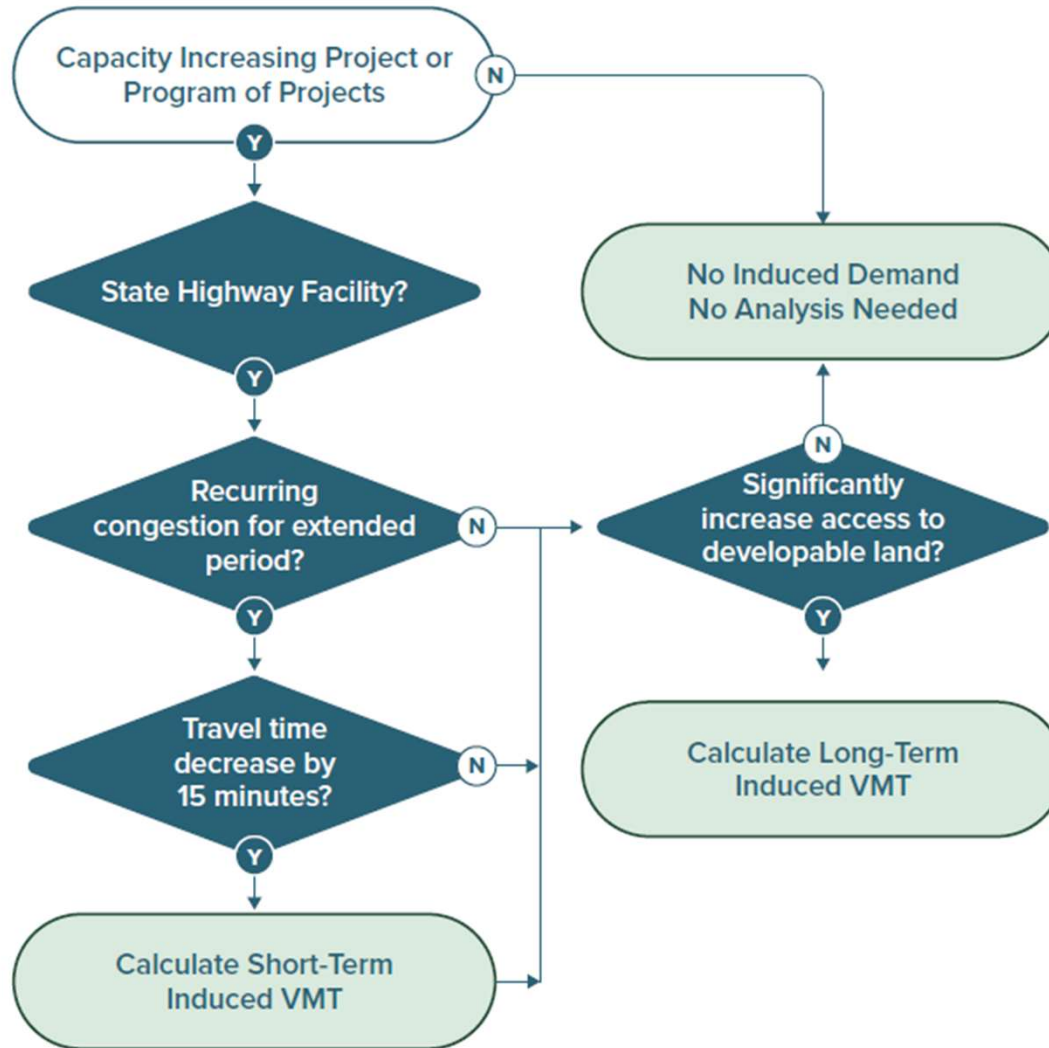 Capacity Increasing Project or
Program of Projects
N
Y
State Highway Facility?
Y
No Induced Demand
No Analysis Needed
Recurring
congestion for extended
period?
N
Y
N
Significantly
increase access to
developable land?
Y
Travel time
decrease by
15 minutes?
N
Y
Calculate Long-Term
Induced VMT
Calculate Short-Term
Induced VMT